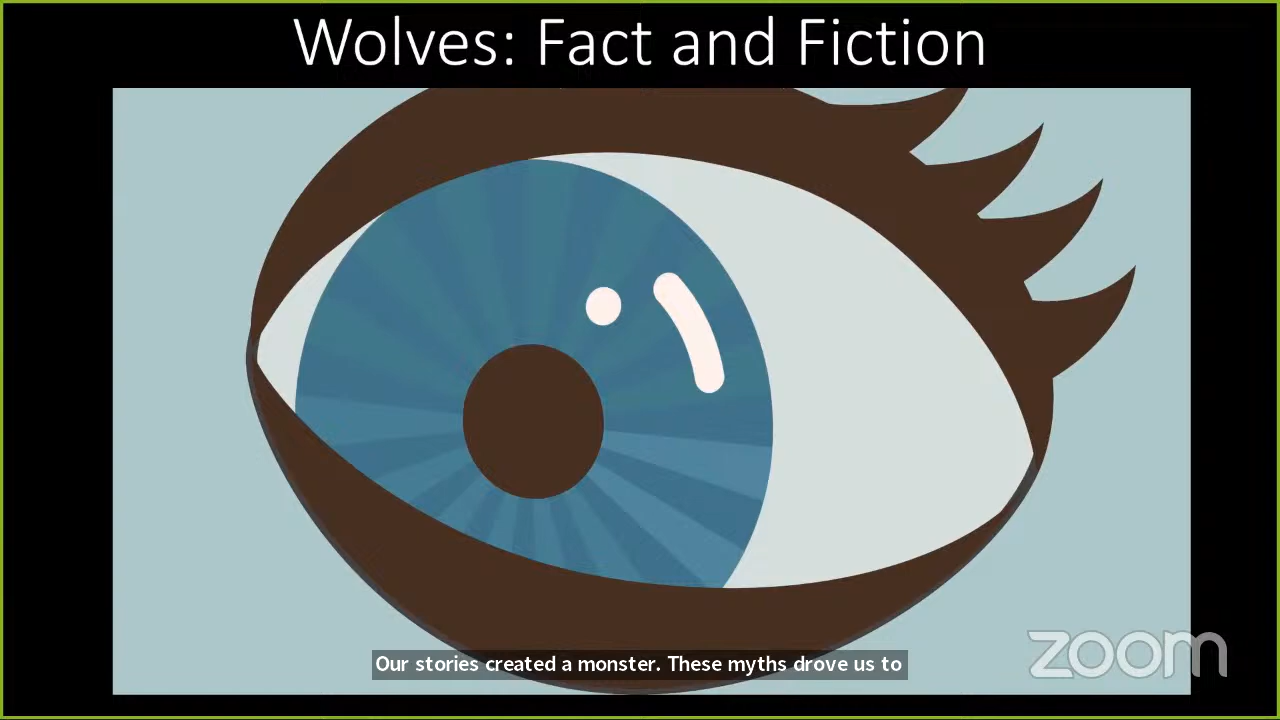 Wolves: Fact and Fiction
Our stories created a monster. These myths drove us to
zoom